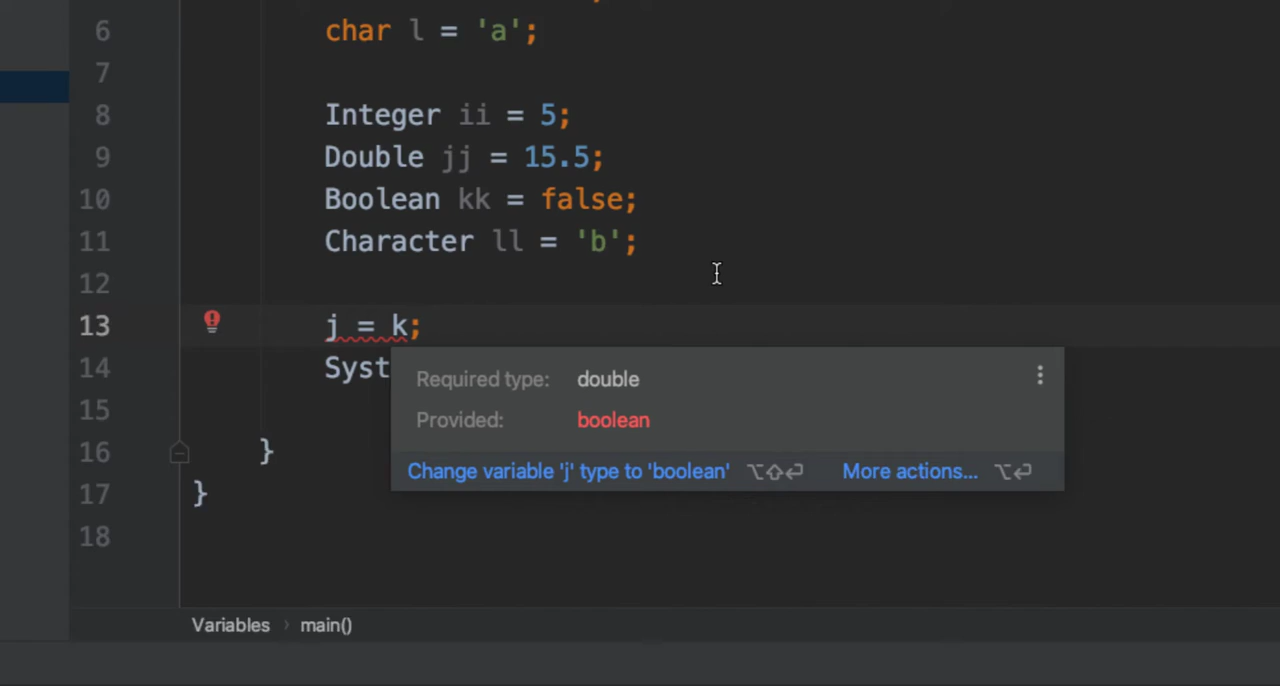 6 char l = 'a';
7
8 Integer ii = 5;
9 Double jj = 15.5;
10 Boolean kk = false;
11 Character ll = 'b';
12
13 j = k;
14 Syst
Required type: double
Provided: boolean
Change variable 'j' type to 'boolean' ⌥⇧⏎ More actions... ⌥⏎
15
16 }
17 }
18
Variables › main()